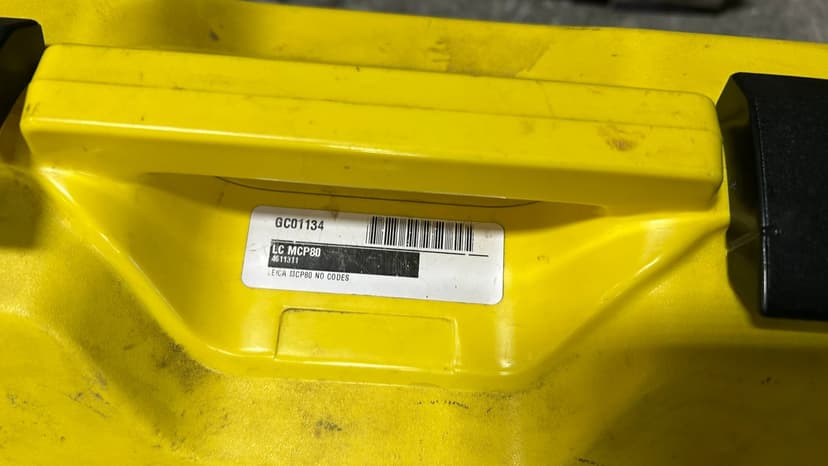 GC01134
LC MCP80
4611311
LEICA MCP80 NO CODES